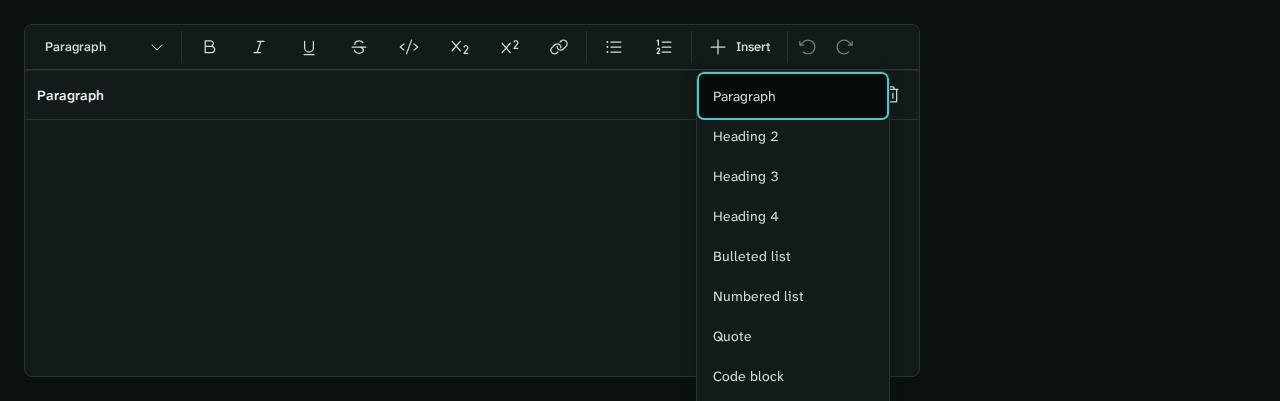 Paragraph
Insert
Paragraph
Paragraph
Heading 2
Heading 3
Heading 4
Bulleted list
Numbered list
Quote
Code block